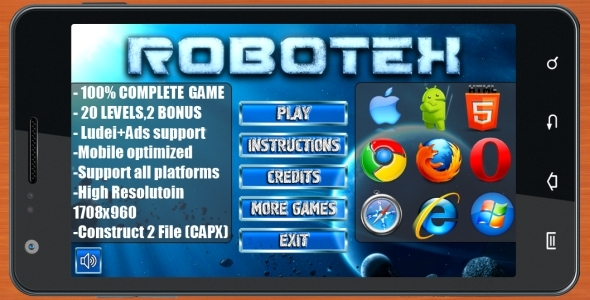 ROBOTEX
- 100% COMPLETE GAME
- 20 LEVELS,2 BONUS
- Ludei+Ads support
-Mobile optimized
-Support all platforms
-High Resolutoin
1708x960
-Construct 2 File (CAPX)
PLAY
INSTRUCTIONS
CREDITS
MORE GAMES
EXIT
HTML
5